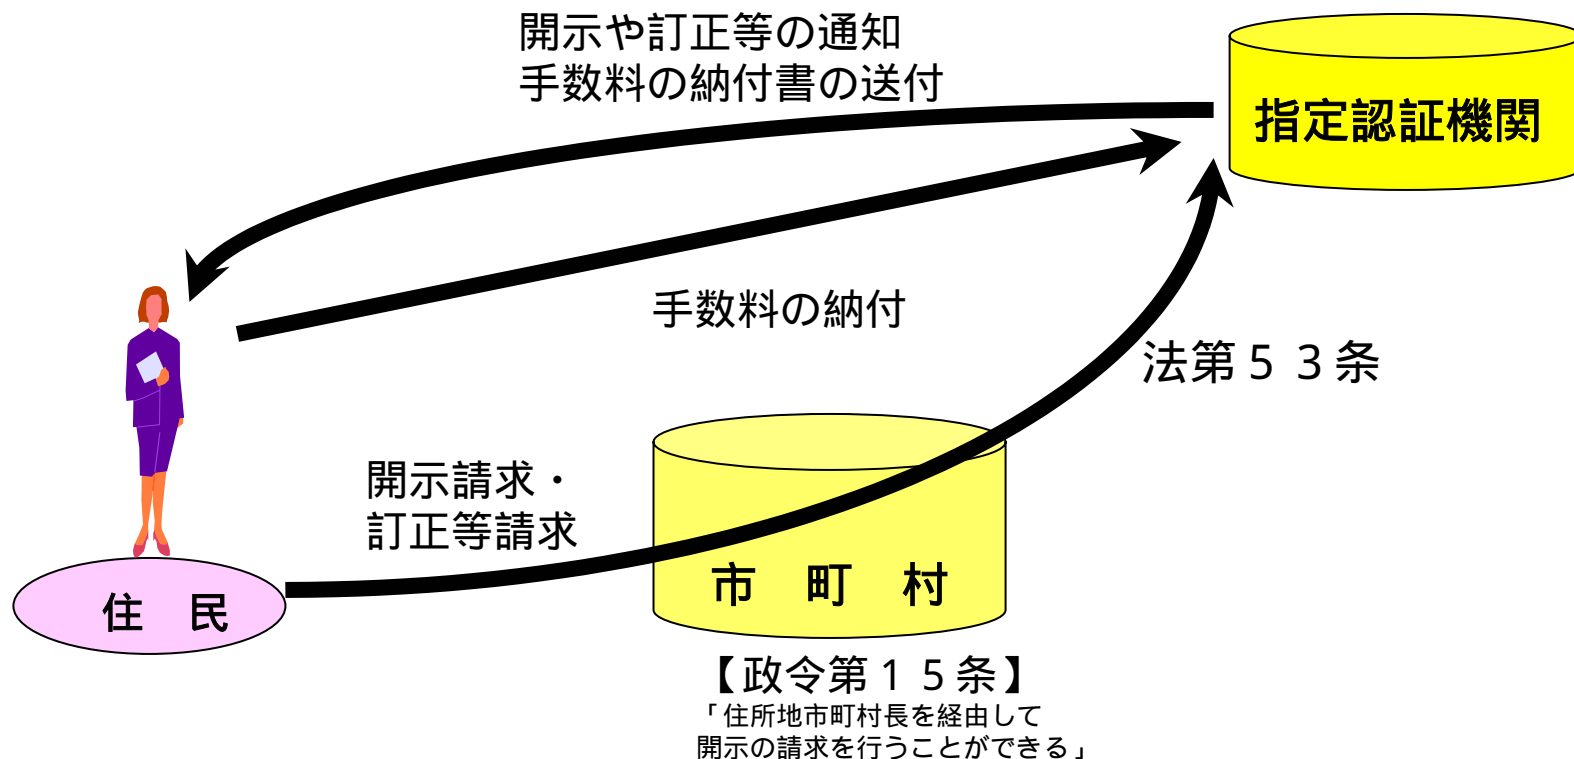 開示や訂正等の通知
手数料の納付書の送付
指定認証機関
手数料の納付
法第５３条
開示請求・
訂正等請求
市　町　村
住　民
【政令第１５条】
「住所地市町村長を経由して
開示の請求を行うことができる」